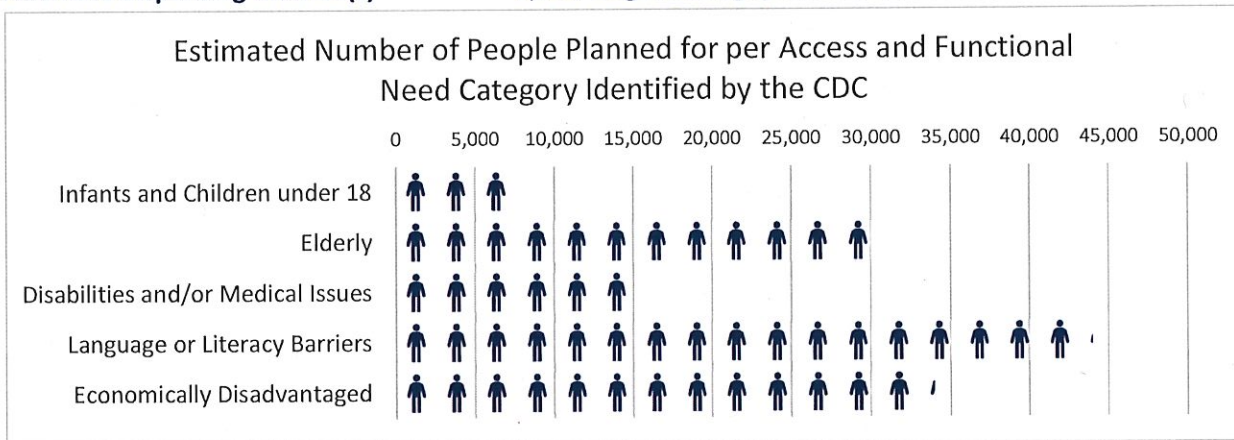 Estimated Number of People Planned for per Access and Functional
Need Category Identified by the CDC
0 5,000 10,000 15,000 20,000 25,000 30,000 35,000 40,000 45,000 50,000
Infants and Children under 18
Elderly
Disabilities and/or Medical Issues
Language or Literacy Barriers
Economically Disadvantaged